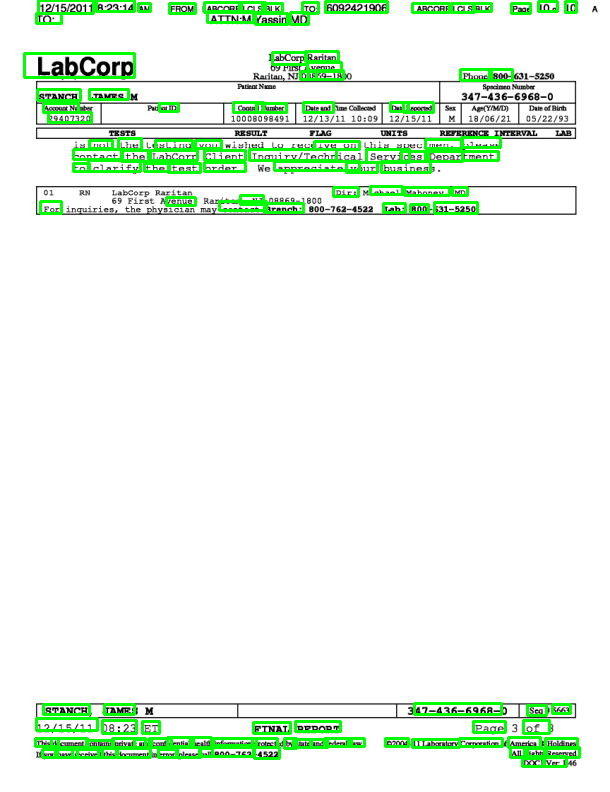 12/15/2011 8:23:14 AM FROM: LABCORP LCLS BLK TO: 6092421906 LABCORP LCLS BLK Page 10 of 10
TO: ATTN:M Yassin MD
LabCorp
LabCorp Raritan
69 First Avenue
Raritan, NJ 08869-1800 Phone: 800-631-5250
Patient Name Specimen Number
STANCH, JAMES M 347-436-6968-0
Account Number Patient ID Control Number Date and Time Collected Date Reported Sex Age(Y/M/D) Date of Birth
29407320 10008098491 12/13/11 10:09 12/15/11 M 18/06/21 05/22/93
TESTS RESULT FLAG UNITS REFERENCE INTERVAL LAB
is not the testing you wished to receive on this specimen, please
contact the LabCorp Client Inquiry/Technical Services Department
to clarify the test order. We appreciate your business.
01 RN LabCorp Raritan Dir: Michael Mahoney, MD
69 First Avenue, Raritan, NJ 08869-1800
For inquiries, the physician may contact Branch: 800-762-4522 Lab: 800-631-5250
STANCH, JAMES M 347-436-6968-0 Seq # 5663
12/15/11 08:23 ET FINAL REPORT Page 3 of 3
This document contains private and confidential health information protected by state and federal law. ©2004-11 Laboratory Corporation of America ® Holdings
If you have received this document in error, please call 800-762-4522 All Rights Reserved
DOC1 Ver: 1.46